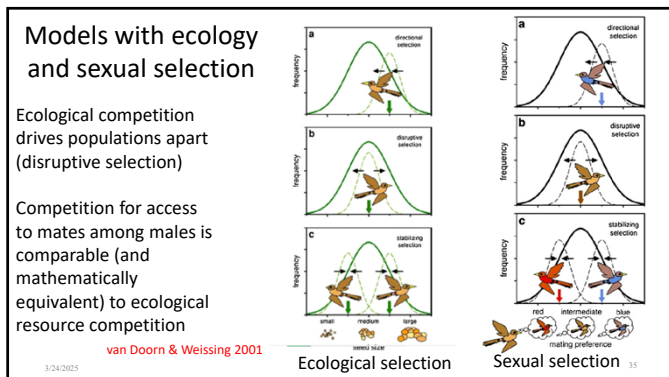 Models with ecology
and sexual selection
Ecological competition
drives populations apart
(disruptive selection)
Competition for access
to mates among males is
comparable (and
mathematically
equivalent) to ecological
resource competition
van Doorn & Weissing 2001
3/24/2025
a
directional
selection
frequency
b
disruptive
selection
frequency
c
stabilizing
selection
frequency
small medium large
seed size
Ecological selection
a
directional
selection
frequency
b
disruptive
selection
frequency
c
stabilizing
selection
frequency
red intermediate blue
mating preference
Sexual selection
35